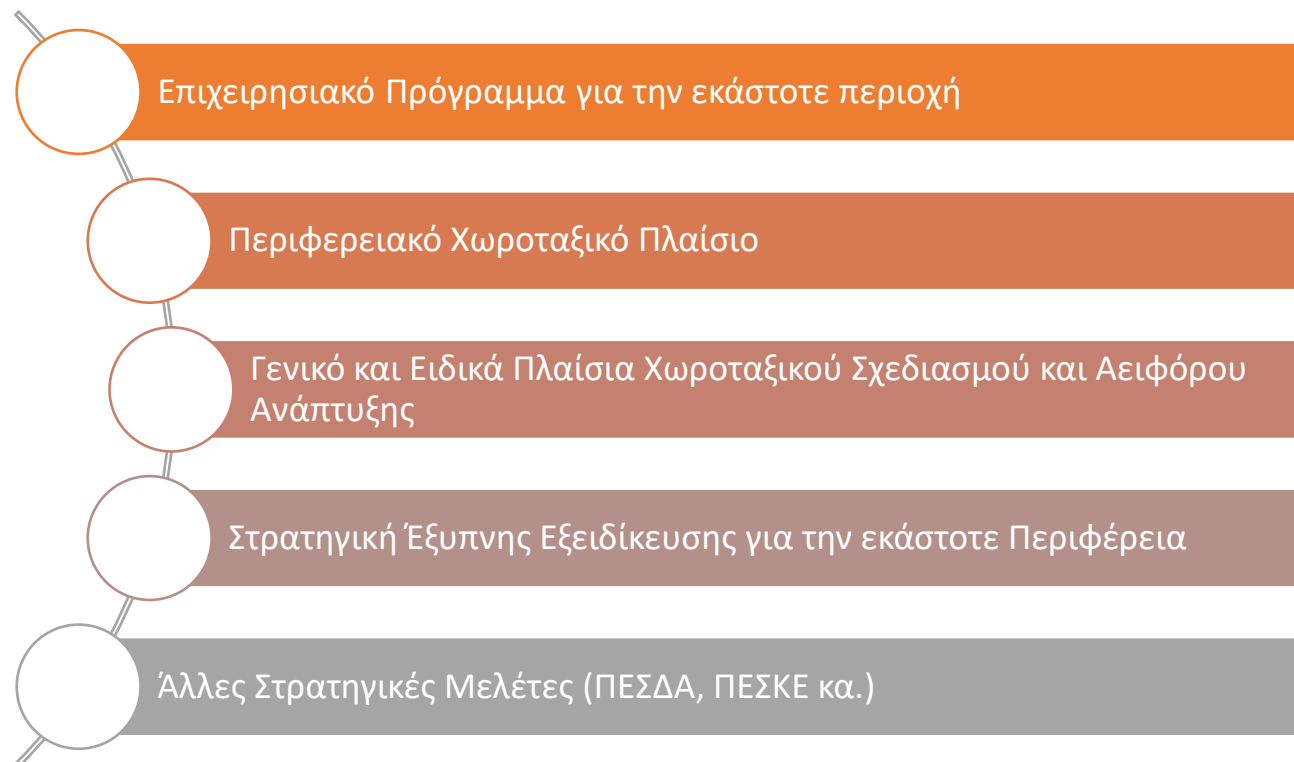 Επιχειρησιακό Πρόγραμμα για την εκάστοτε περιοχή
Περιφερειακό Χωροταξικό Πλαίσιο
Γενικό και Ειδικά Πλαίσια Χωροταξικού Σχεδιασμού και Αειφόρου
Ανάπτυξης
Στρατηγική Έξυπνης Εξειδίκευσης για την εκάστοτε Περιφέρεια
Άλλες Στρατηγικές Μελέτες (ΠΕΣΔΑ, ΠΕΣΚΕ κα.)